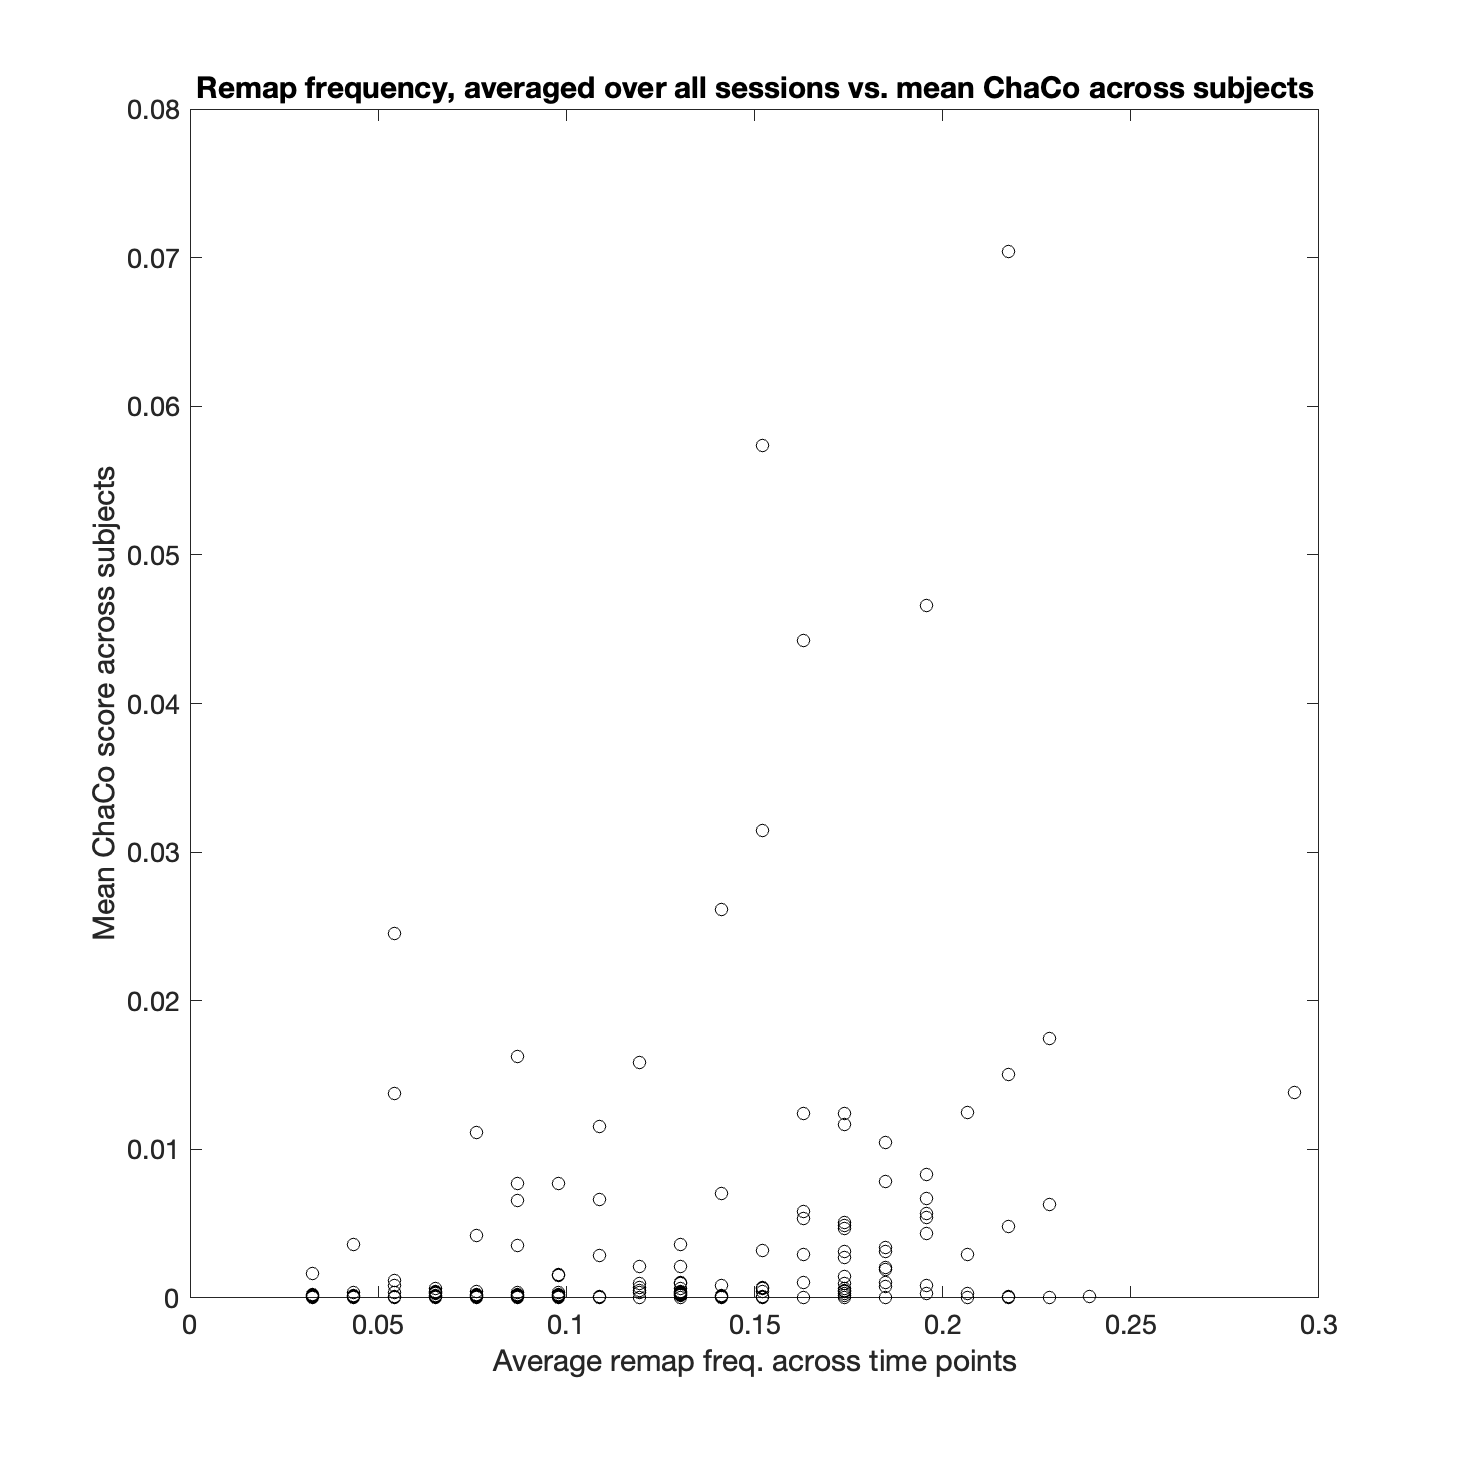 Remap frequency, averaged over all sessions vs. mean ChaCo across subjects
0.08
0.07
0.06
0.05
0.04
0.03
0.02
0.01
0
Mean ChaCo score across subjects
0 0.05 0.1 0.15 0.2 0.25 0.3
Average remap freq. across time points